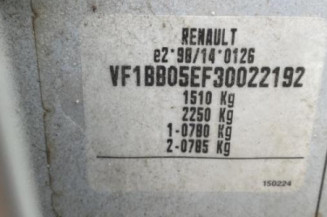 RENAULT
e2*98/14*0126
VF1BB05EF30022192
1510 Kg
2250 Kg
1-0780 Kg
2-0785 Kg
150224